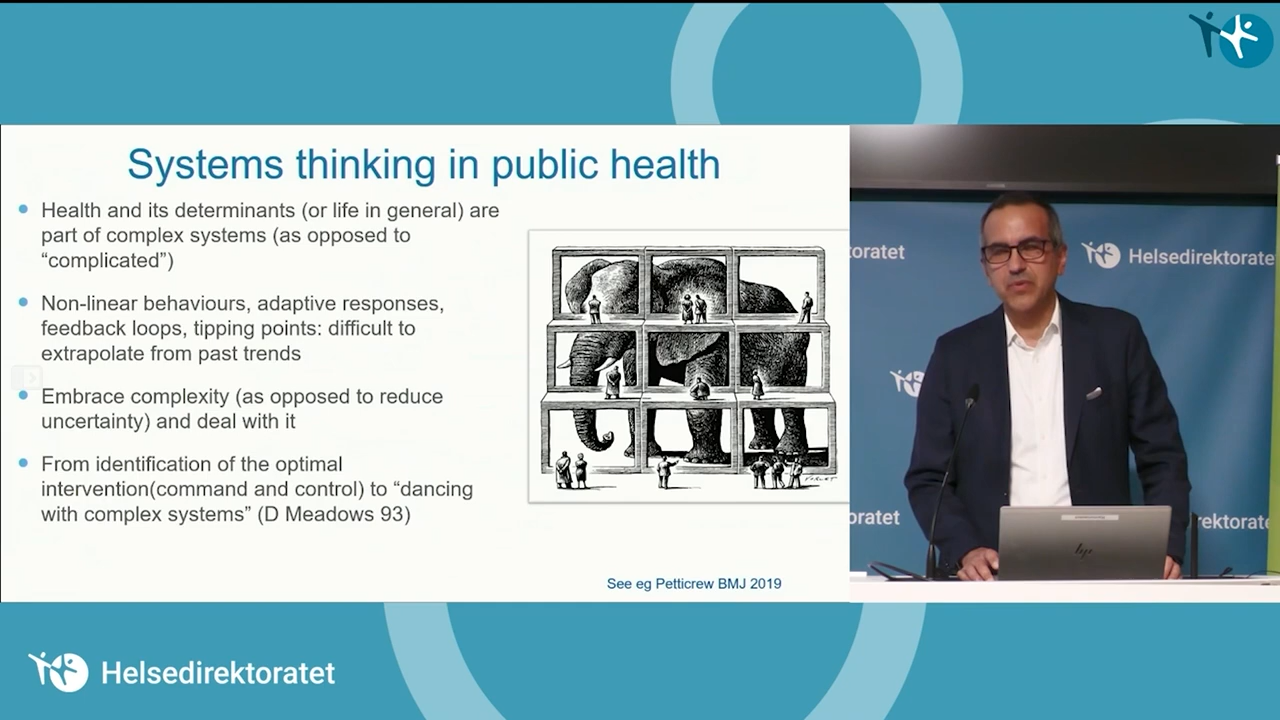 Systems thinking in public health
Health and its determinants (or life in general) are
part of complex systems (as opposed to
“complicated”)
Non-linear behaviours, adaptive responses,
feedback loops, tipping points: difficult to
extrapolate from past trends
Embrace complexity (as opposed to reduce
uncertainty) and deal with it
From identification of the optimal
intervention(command and control) to “dancing
with complex systems” (D Meadows 93)
See eg Petticrew BMJ 2019
oratet
Helsedirektoratet
oratet
rektorate
hp
Helsedirektoratet